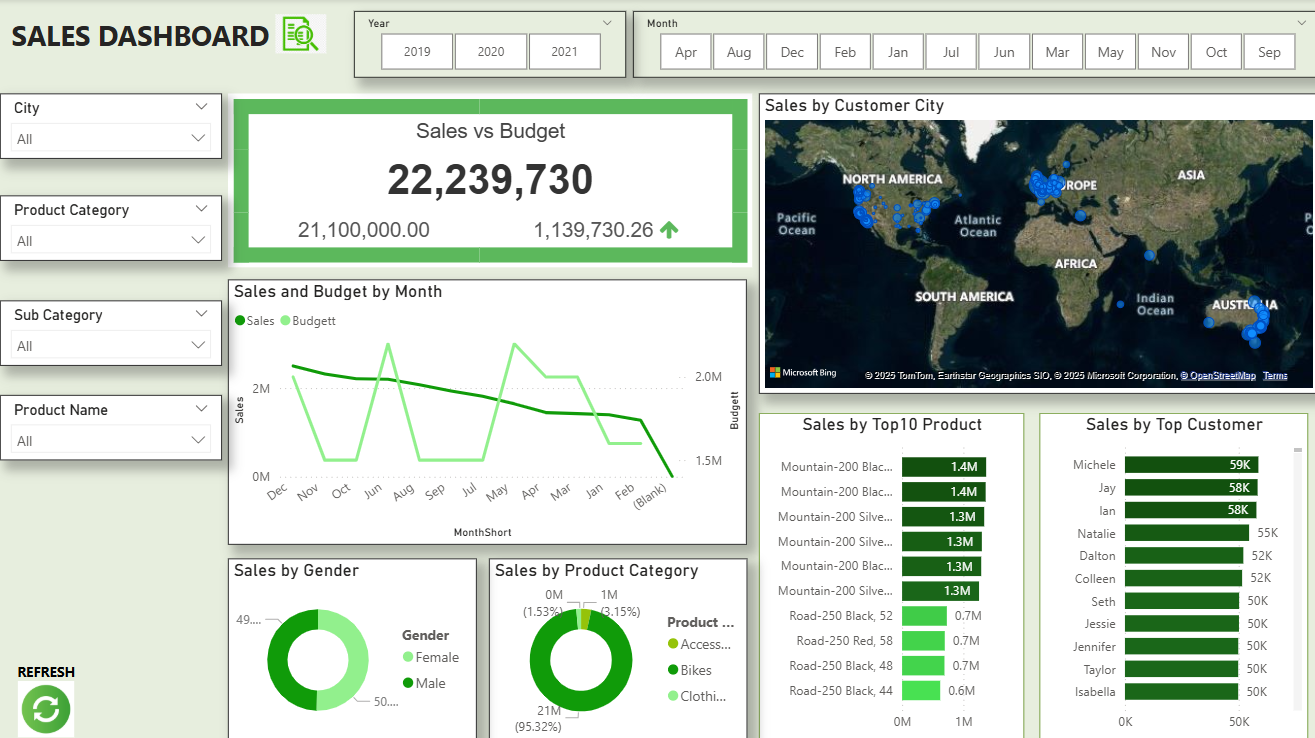 SALES DASHBOARD
Year
2019 2020 2021
Month
Apr Aug Dec Feb Jan Jul Jun Mar May Nov Oct Sep
City
All
Product Category
All
Sub Category
All
Product Name
All
REFRESH
Sales vs Budget
22,239,730
21,100,000.00 1,139,730.26
Sales and Budget by Month
Sales Budgett
2M
0M
Sales
2.0M
1.5M
Budgett
Dec Nov Oct Jun Aug Sep Jul May Apr Mar Jan Feb (Blank)
MonthShort
Sales by Gender
49....
50....
Gender
Female
Male
Sales by Product Category
0M
(1.53%)
1M
(3.15%)
21M
(95.32%)
Product ...
Access...
Bikes
Clothi...
Sales by Customer City
NORTH AMERICA
ROPE
ASIA
Pacific
Ocean
Atlantic
Ocean
AFRICA
SOUTH AMERICA
Indian
Ocean
P
O
Microsoft Bing
© 2025 TomTom, Earthstar Geographics SIO, © 2025 Microsoft Corporation, © OpenStreetMap Terms
Sales by Top10 Product
Mountain-200 Blac... 1.4M
Mountain-200 Blac... 1.4M
Mountain-200 Silve... 1.3M
Mountain-200 Silve... 1.3M
Mountain-200 Blac... 1.3M
Mountain-200 Silve... 1.3M
Road-250 Black, 52 0.7M
Road-250 Red, 58 0.7M
Road-250 Black, 48 0.7M
Road-250 Black, 44 0.6M
0M 1M
Sales by Top Customer
Michele 59K
Jay 58K
Ian 58K
Natalie 55K
Dalton 52K
Colleen 52K
Seth 50K
Jessie 50K
Jennifer 50K
Taylor 50K
Isabella 50K
0K 50K